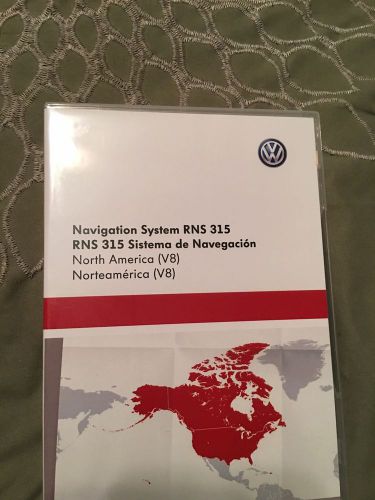 Navigation System RNS 315
RNS 315 Sistema de Navegación
North America (V8)
Norteamérica (V8)